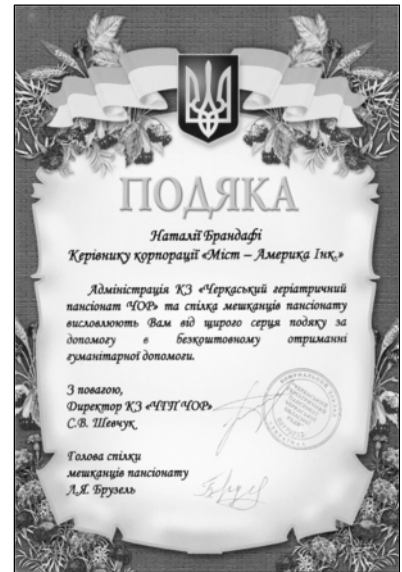 ПОДЯКА
Наталії Брандафі
Керівнику корпорації «Міст – Америка Інк.»
Адміністрація КЗ «Черкаський геріатричний
пансіонат ЧОР» та спілка мешканців пансіонату
висловлюють Вам від щирого серця подяку за
допомогу в безкоштовному отриманні
гуманітарної допомоги.
З повагою,
Директор КЗ «ЧГП ЧОР»
С.В. Шевчук
Голова спілки
мешканців пансіонату
Л.Я. Брузель